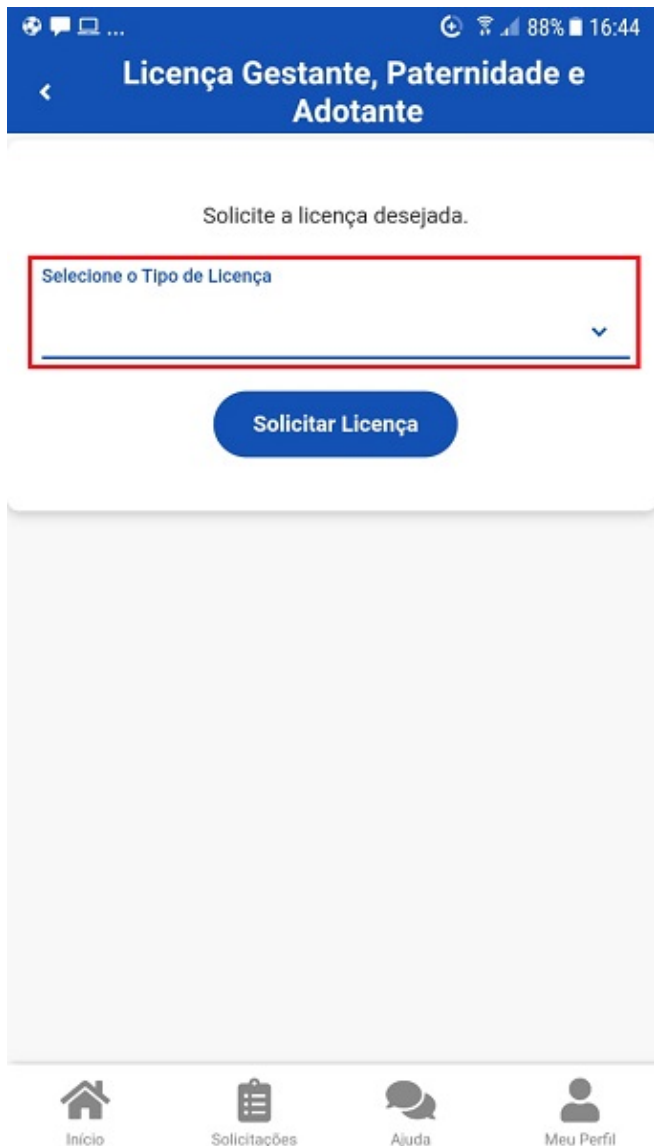 ... 88% 16:44
Licença Gestante, Paternidade e
Adotante
Solicite a licença desejada.
Selecione o Tipo de Licença
Solicitar Licença
Início Solicitações Ajuda Meu Perfil